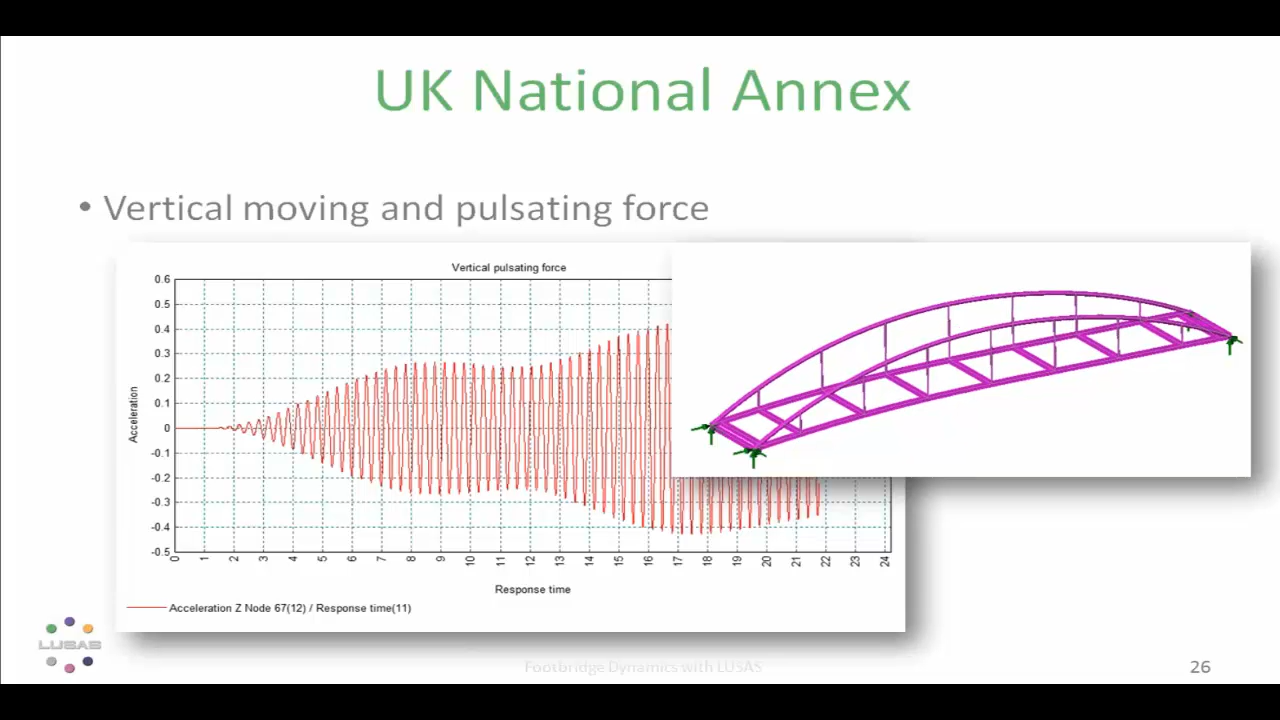 UK National Annex
• Vertical moving and pulsating force
Vertical pulsating force
0.6
0.5
0.4
0.3
0.2
0.1
0
-0.1
-0.2
-0.3
-0.4
-0.5
Acceleration
0 1 2 3 4 5 6 7 8 9 10 11 12 13 14 15 16 17 18 19 20 21 22 23 24
Response time
Acceleration Z Node 67(12) / Response time(11)
LUSAS
Footbridge Dynamics with LUSAS
26